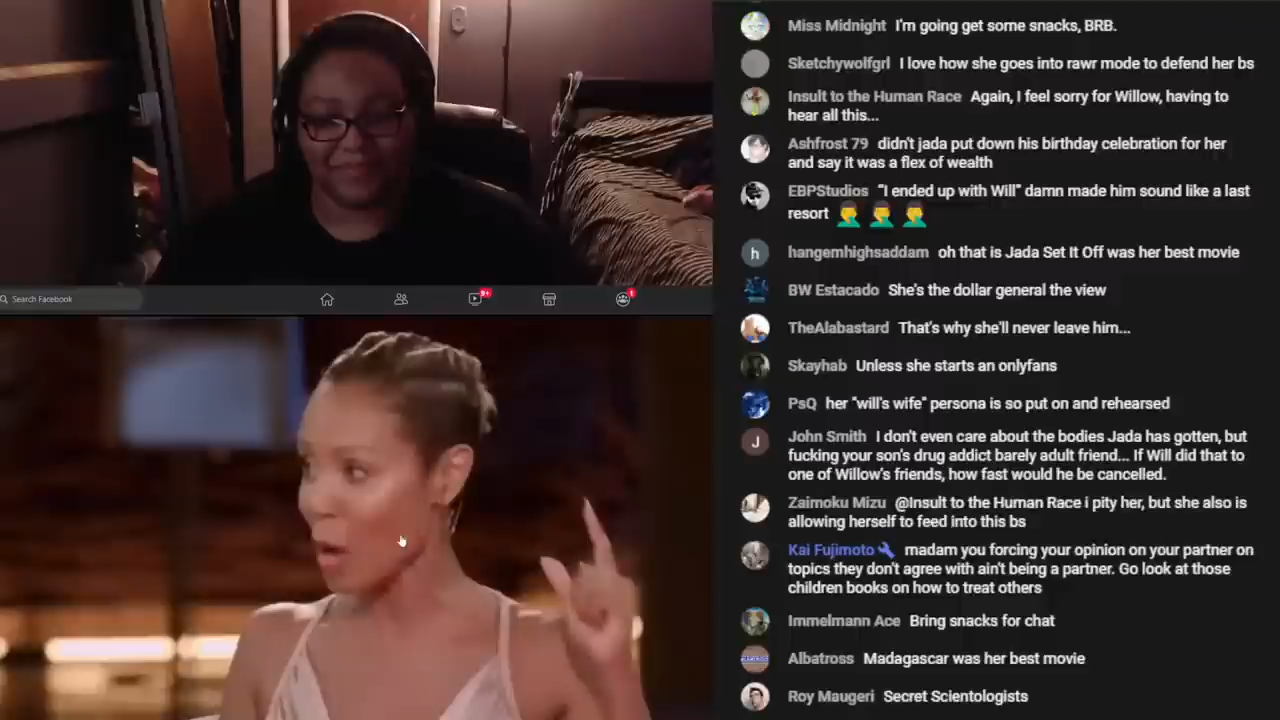 Search Facebook
9+
1
Miss Midnight I'm going get some snacks, BRB.
Sketchywolfgrl I love how she goes into rawr mode to defend her bs
Insult to the Human Race Again, I feel sorry for Willow, having to
hear all this...
Ashfrost 79 didn't jada put down his birthday celebration for her
and say it was a flex of wealth
EBPStudios "I ended up with Will" damn made him sound like a last
resort 🤦 🤦 🤦
h hangemhighsaddam oh that is Jada Set It Off was her best movie
BW Estacado She's the dollar general the view
TheAlabastard That's why she'll never leave him...
Skayhab Unless she starts an onlyfans
PsQ her "will's wife" persona is so put on and rehearsed
J John Smith I don't even care about the bodies Jada has gotten, but
fucking your son's drug addict barely adult friend... If Will did that to
one of Willow's friends, how fast would he be cancelled.
Zaimoku Mizu @Insult to the Human Race i pity her, but she also is
allowing herself to feed into this bs
Kai Fujimoto madam you forcing your opinion on your partner on
topics they don't agree with ain't being a partner. Go look at those
children books on how to treat others
Immelmann Ace Bring snacks for chat
Albatross Madagascar was her best movie
Roy Maugeri Secret Scientologists